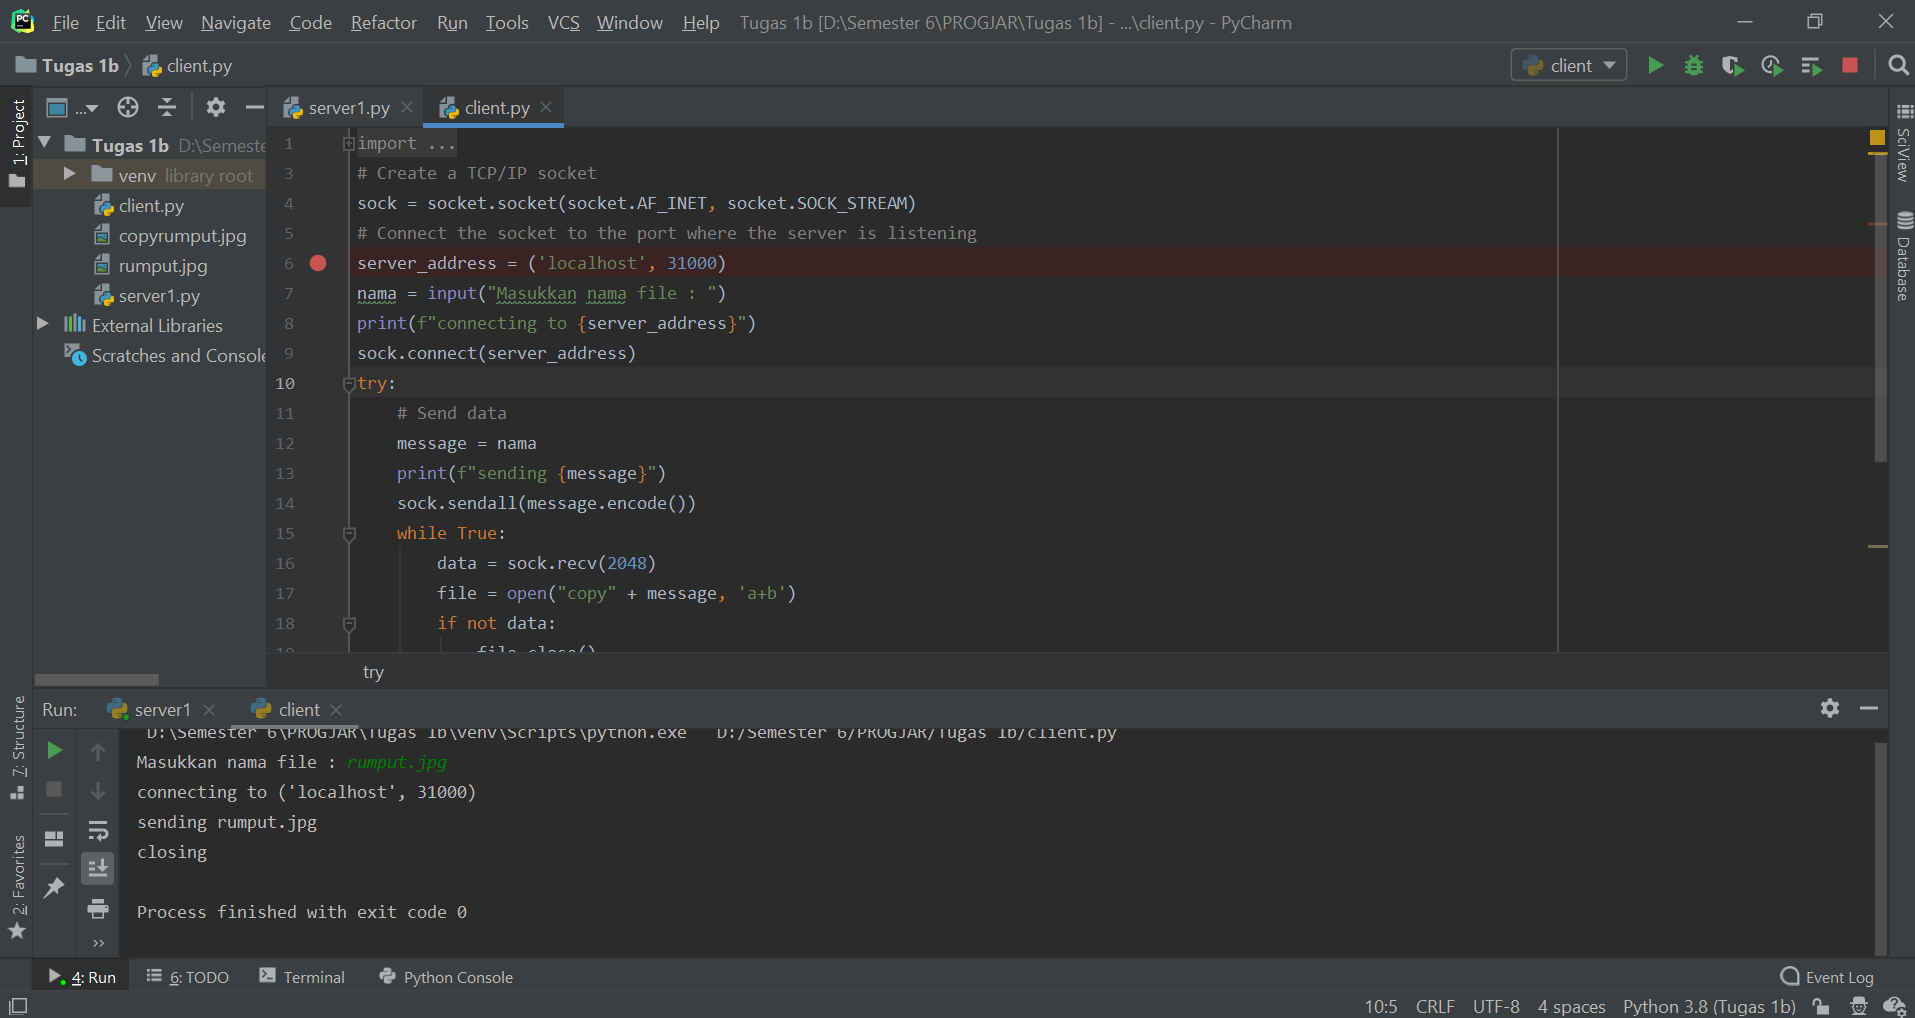 File Edit View Navigate Code Refactor Run Tools VCS Window Help Tugas 1b [D:\Semester 6\PROGJAR\Tugas 1b] - ...\client.py - PyCharm
Tugas 1b client.py client
1: Project
... server1.py client.py
Tugas 1b D:\Semeste
venv library root
client.py
copyrumput.jpg
rumput.jpg
server1.py
External Libraries
Scratches and Console
1 import ...
3 # Create a TCP/IP socket
4 sock = socket.socket(socket.AF_INET, socket.SOCK_STREAM)
5 # Connect the socket to the port where the server is listening
6 server_address = ('localhost', 31000)
7 nama = input("Masukkan nama file : ")
8 print(f"connecting to {server_address}")
9 sock.connect(server_address)
10 try:
11 # Send data
12 message = nama
13 print(f"sending {message}")
14 sock.sendall(message.encode())
15 while True:
16 data = sock.recv(2048)
17 file = open("copy" + message, 'a+b')
18 if not data:
19 file.close()
try
SciView
Database
Run: server1 client
7: Structure
2: Favorites
D:\Semester 6\PROGJAR\Tugas 1b\venv\Scripts\python.exe D:/Semester 6/PROGJAR/Tugas 1b/client.py
Masukkan nama file : rumput.jpg
connecting to ('localhost', 31000)
sending rumput.jpg
closing
Process finished with exit code 0
4: Run 6: TODO Terminal Python Console Event Log
10:5 CRLF UTF-8 4 spaces Python 3.8 (Tugas 1b)